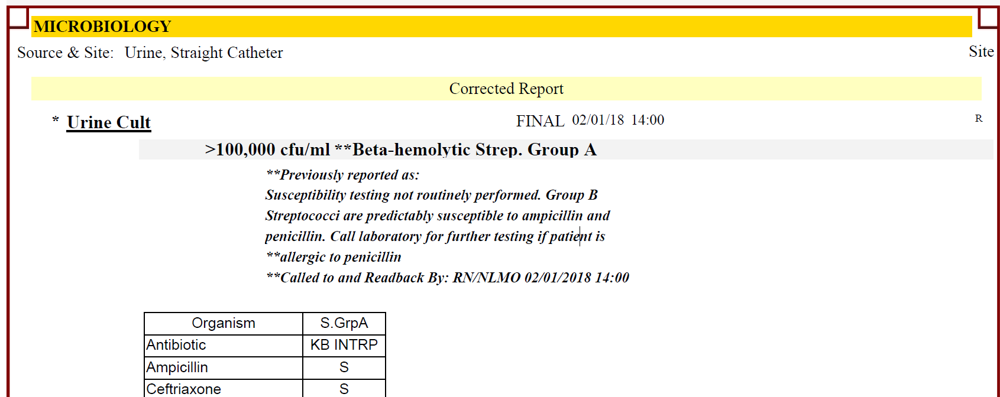 MICROBIOLOGY
Source & Site: Urine, Straight Catheter Site
Corrected Report
* Urine Cult FINAL 02/01/18 14:00 R
>100,000 cfu/ml **Beta-hemolytic Strep. Group A
**Previously reported as:
Susceptibility testing not routinely performed. Group B
Streptococci are predictably susceptible to ampicillin and
penicillin. Call laboratory for further testing if patient is
**allergic to penicillin
**Called to and Readback By: RN/NLMO 02/01/2018 14:00
Organism S.GrpA
Antibiotic KB INTRP
Ampicillin S
Ceftriaxone S